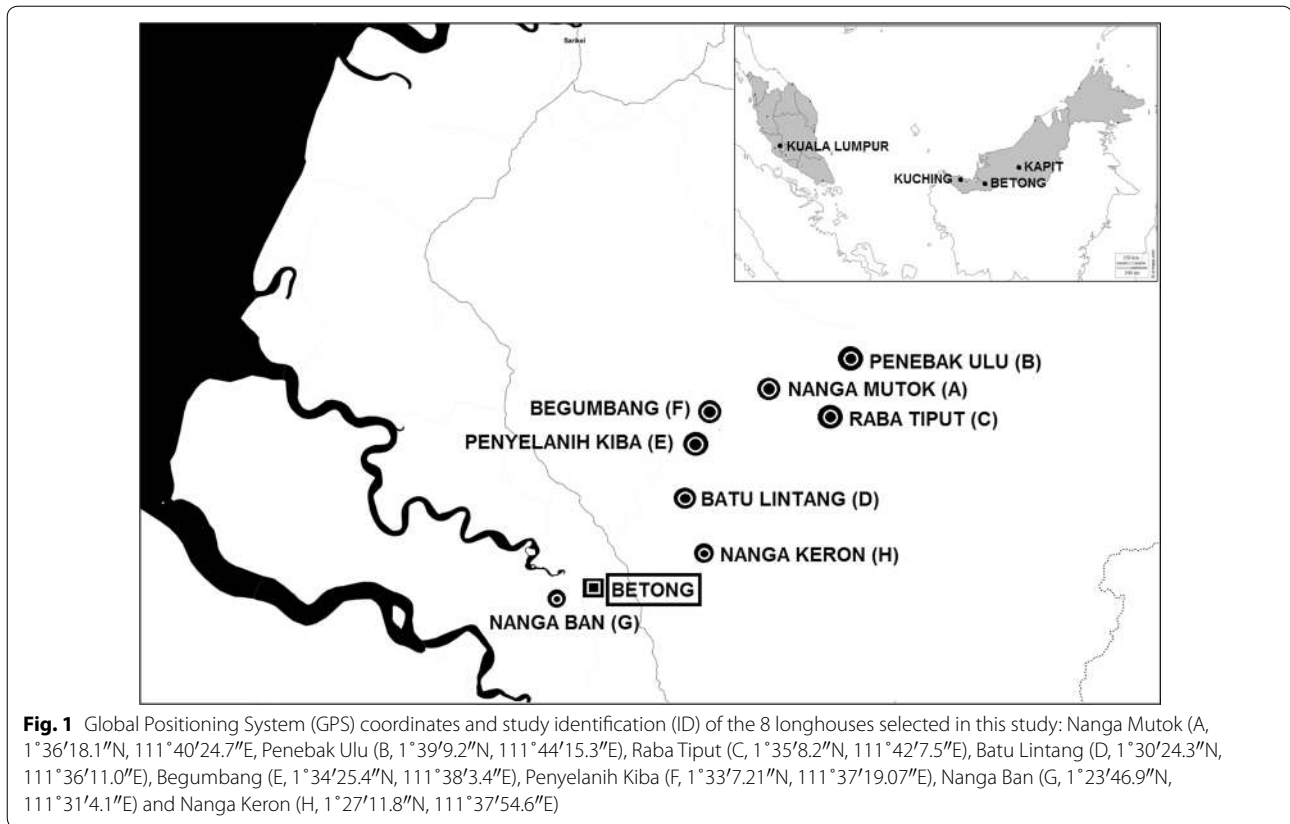 Sarikei
KUALA LUMPUR
KAPIT
KUCHING
BETONG
PENEBAK ULU (B)
NANGA MUTOK (A)
BEGUMBANG (F)
RABA TIPUT (C)
PENYELANIH KIBA (E)
BATU LINTANG (D)
NANGA KERON (H)
BETONG
NANGA BAN (G)
Fig. 1 Global Positioning System (GPS) coordinates and study identification (ID) of the 8 longhouses selected in this study: Nanga Mutok (A,
1°36′18.1″N, 111°40′24.7″E, Penebak Ulu (B, 1°39′9.2″N, 111°44′15.3″E), Raba Tiput (C, 1°35′8.2″N, 111°42′7.5″E), Batu Lintang (D, 1°30′24.3″N,
111°36′11.0″E), Begumbang (E, 1°34′25.4″N, 111°38′3.4″E), Penyelanih Kiba (F, 1°33′7.21″N, 111°37′19.07″E), Nanga Ban (G, 1°23′46.9″N,
111°31′4.1″E) and Nanga Keron (H, 1°27′11.8″N, 111°37′54.6″E)